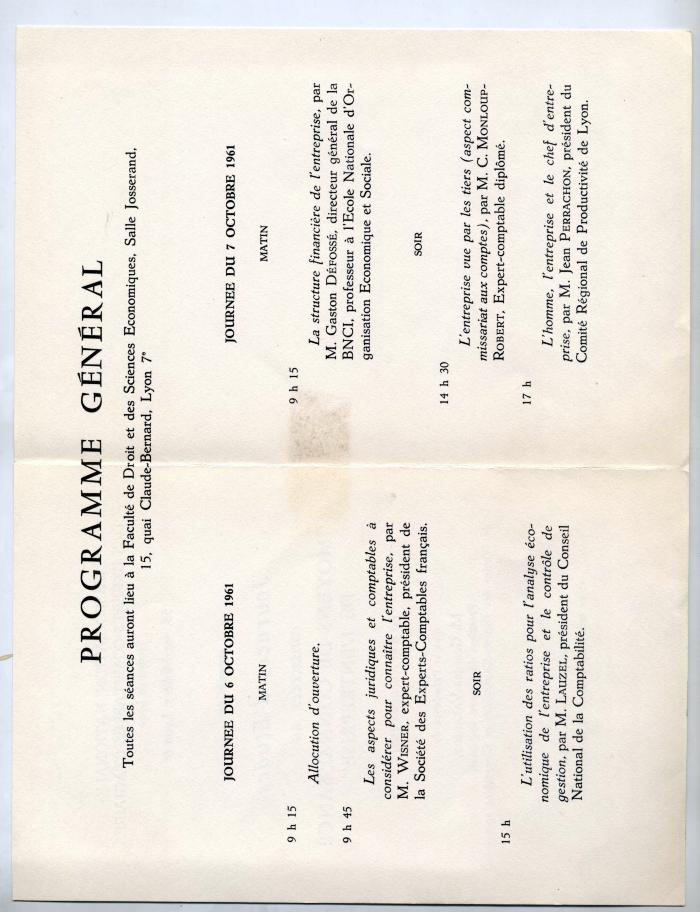 PROGRAMME GÉNÉRAL
Toutes les séances auront lieu à la Faculté de Droit et des Sciences Economiques, Salle Josserand,
15, quai Claude-Bernard, Lyon 7e
JOURNEE DU 6 OCTOBRE 1961
MATIN
9 h 15
Allocution d'ouverture,
9 h 45
Les aspects juridiques et comptables à
considérer pour connaître l'entreprise, par
M. WISNER, expert-comptable, président de
la Société des Experts-Comptables français.
SOIR
15 h
L'utilisation des ratios pour l'analyse éco-
nomique de l'entreprise et le contrôle de
gestion, par M. LAUZEL, président du Conseil
National de la Comptabilité.
JOURNEE DU 7 OCTOBRE 1961
MATIN
9 h 15
La structure financière de l'entreprise, par
M. Gaston DÉFOSSÉ, directeur général de la
BNCI, professeur à l'Ecole Nationale d'Or-
ganisation Economique et Sociale.
SOIR
14 h 30
L'entreprise vue par les tiers (aspect com-
missariat aux comptes), par M. C. MONLOUP-
ROBERT, Expert-comptable diplômé.
17 h
L'homme, l'entreprise et le chef d'entre-
prise, par M. Jean PERRACHON, président du
Comité Régional de Productivité de Lyon.